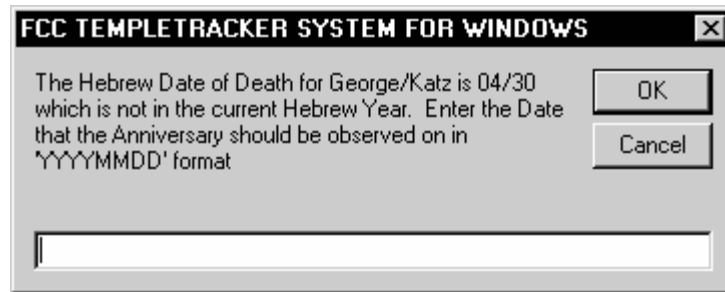 FCC TEMPLETRACKER SYSTEM FOR WINDOWS
The Hebrew Date of Death for George/Katz is 04/30
which is not in the current Hebrew Year. Enter the Date
that the Anniversary should be observed on in
'YYYYMMDD' format
OK
Cancel